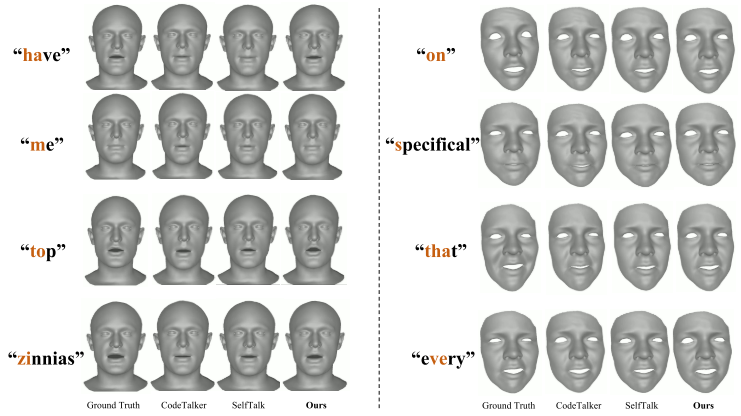 “have”
“me”
“top”
“zinnias”
Ground Truth CodeTalker SelfTalk Ours
“on”
“specifical”
“that”
“every”
Ground Truth CodeTalker SelfTalk Ours